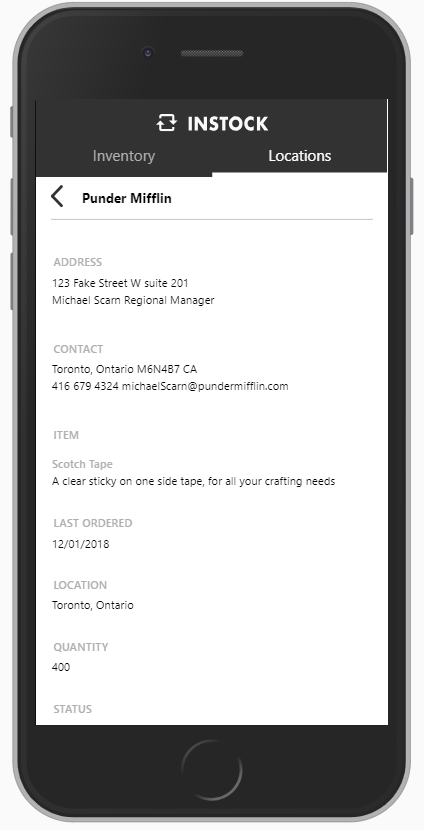 INSTOCK
Inventory Locations
Punder Mifflin
ADDRESS
123 Fake Street W suite 201
Michael Scarn Regional Manager
CONTACT
Toronto, Ontario M6N4B7 CA
416 679 4324 michaelScarn@pundermifflin.com
ITEM
Scotch Tape
A clear sticky on one side tape, for all your crafting needs
LAST ORDERED
12/01/2018
LOCATION
Toronto, Ontario
QUANTITY
400
STATUS